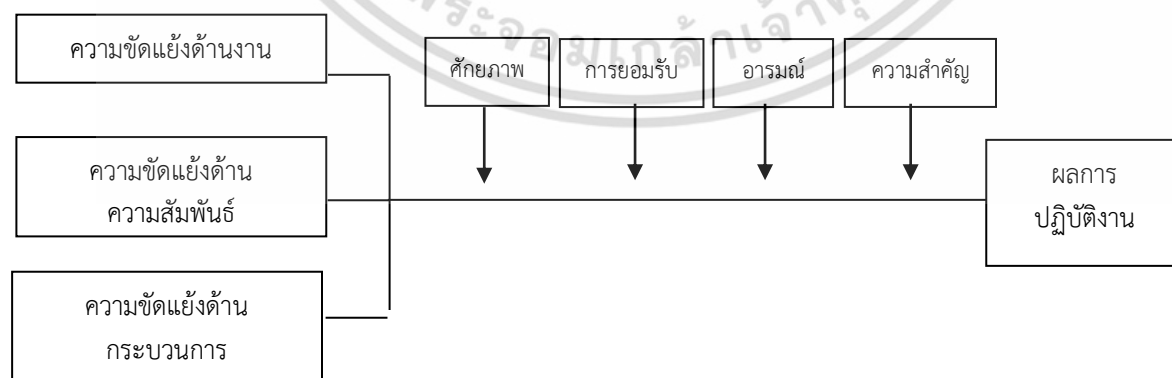 ความขัดแย้งด้านงาน
ศักยภาพ
การยอมรับ
อารมณ์
ความสำคัญ
ความขัดแย้งด้าน
ความสัมพันธ์
ผลการ
ปฏิบัติงาน
ความขัดแย้งด้าน
กระบวนการ